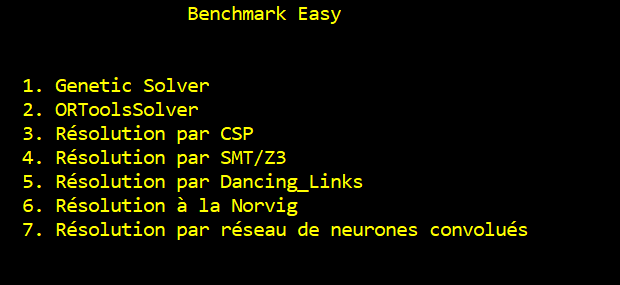 Benchmark Easy
1. Genetic Solver
2. ORToolsSolver
3. Résolution par CSP
4. Résolution par SMT/Z3
5. Résolution par Dancing_Links
6. Résolution à la Norvig
7. Résolution par réseau de neurones convolués